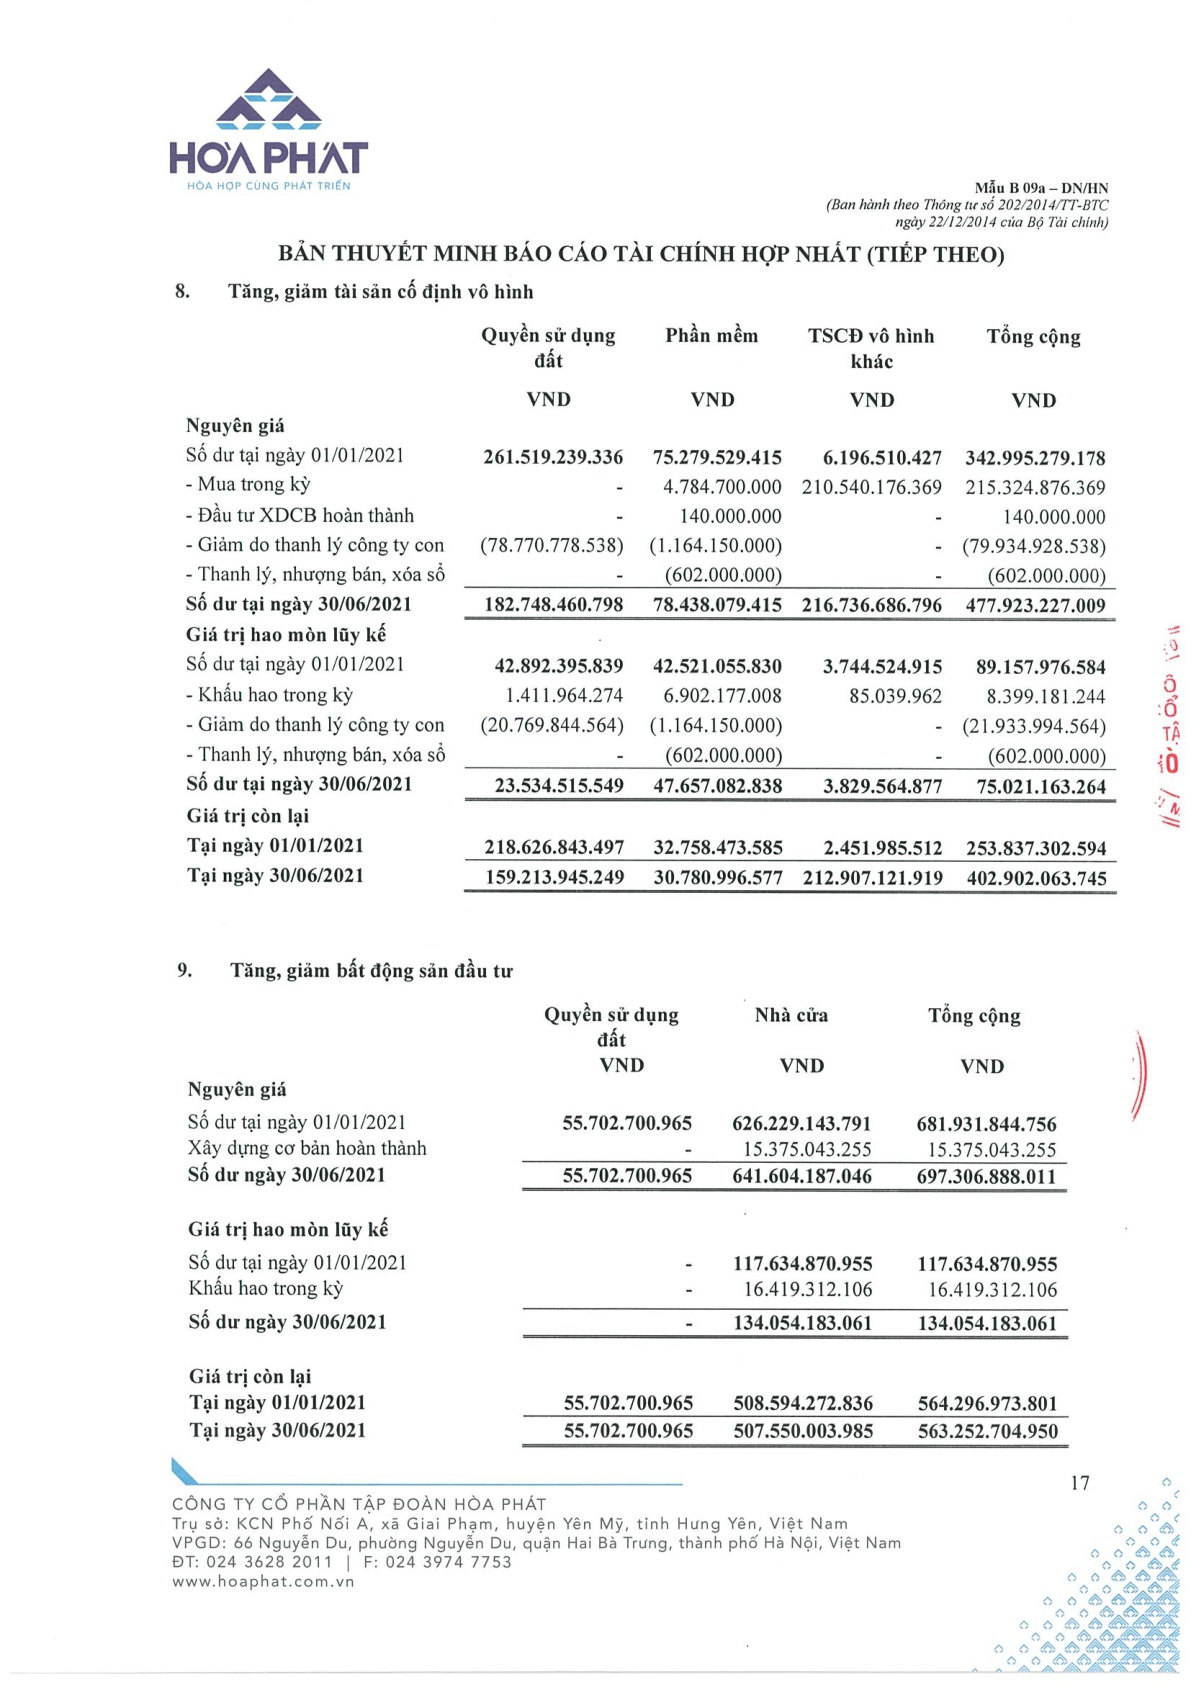 HÒA PHÁT
HÒA HỢP CÙNG PHÁT TRIỂN
Mẫu B 09a – DN/HN
(Ban hành theo Thông tư số 202/2014/TT-BTC
ngày 22/12/2014 của Bộ Tài chính)
BẢN THUYẾT MINH BÁO CÁO TÀI CHÍNH HỢP NHẤT (TIẾP THEO)
8. Tăng, giảm tài sản cố định vô hình
Quyền sử dụng Phần mềm TSCĐ vô hình Tổng cộng
đất khác
VND VND VND VND
Nguyên giá
Số dư tại ngày 01/01/2021 261.519.239.336 75.279.529.415 6.196.510.427 342.995.279.178
- Mua trong kỳ - 4.784.700.000 210.540.176.369 215.324.876.369
- Đầu tư XDCB hoàn thành - 140.000.000 - 140.000.000
- Giảm do thanh lý công ty con (78.770.778.538) (1.164.150.000) - (79.934.928.538)
- Thanh lý, nhượng bán, xóa sổ - (602.000.000) - (602.000.000)
Số dư tại ngày 30/06/2021 182.748.460.798 78.438.079.415 216.736.686.796 477.923.227.009
Giá trị hao mòn lũy kế
Số dư tại ngày 01/01/2021 42.892.395.839 42.521.055.830 3.744.524.915 89.157.976.584
- Khấu hao trong kỳ 1.411.964.274 6.902.177.008 85.039.962 8.399.181.244
- Giảm do thanh lý công ty con (20.769.844.564) (1.164.150.000) - (21.933.994.564)
- Thanh lý, nhượng bán, xóa sổ - (602.000.000) - (602.000.000)
Số dư tại ngày 30/06/2021 23.534.515.549 47.657.082.838 3.829.564.877 75.021.163.264
Giá trị còn lại
Tại ngày 01/01/2021 218.626.843.497 32.758.473.585 2.451.985.512 253.837.302.594
Tại ngày 30/06/2021 159.213.945.249 30.780.996.577 212.907.121.919 402.902.063.745
9. Tăng, giảm bất động sản đầu tư
Quyền sử dụng Nhà cửa Tổng cộng
đất
VND VND VND
Nguyên giá
Số dư tại ngày 01/01/2021 55.702.700.965 626.229.143.791 681.931.844.756
Xây dựng cơ bản hoàn thành - 15.375.043.255 15.375.043.255
Số dư ngày 30/06/2021 55.702.700.965 641.604.187.046 697.306.888.011
Giá trị hao mòn lũy kế
Số dư tại ngày 01/01/2021 - 117.634.870.955 117.634.870.955
Khấu hao trong kỳ - 16.419.312.106 16.419.312.106
Số dư ngày 30/06/2021 - 134.054.183.061 134.054.183.061
Giá trị còn lại
Tại ngày 01/01/2021 55.702.700.965 508.594.272.836 564.296.973.801
Tại ngày 30/06/2021 55.702.700.965 507.550.003.985 563.252.704.950
17
CÔNG TY CỔ PHẦN TẬP ĐOÀN HÒA PHÁT
Trụ sở: KCN Phố Nối A, xã Giai Phạm, huyện Yên Mỹ, tỉnh Hưng Yên, Việt Nam
VPGD: 66 Nguyễn Du, phường Nguyễn Du, quận Hai Bà Trưng, thành phố Hà Nội, Việt Nam
ĐT: 024 3628 2011 | F: 024 3974 7753
www.hoaphat.com.vn